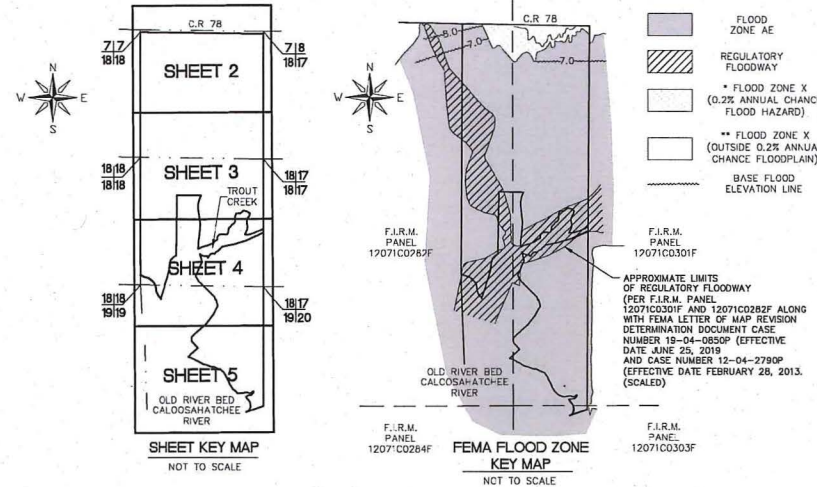 C.R 78
7|7
18|18
7|8
18|17
SHEET 2
N
W E
S
18|18
18|18
SHEET 3
18|17
18|17
TROUT
CREEK
SHEET 4
18|18
19|19
18|17
19|20
SHEET 5
OLD RIVER BED
CALOOSAHATCHEE
RIVER
SHEET KEY MAP
NOT TO SCALE
C.R 78
8.0
7.0
7.0
N
W E
S
F.I.R.M.
PANEL
12071C0282F
F.I.R.M.
PANEL
12071C0301F
APPROXIMATE LIMITS
OF REGULATORY FLOODWAY
(PER F.I.R.M. PANEL
12071C0301F AND 12071C0282F ALONG
WITH FEMA LETTER OF MAP REVISION
DETERMINATION DOCUMENT CASE
NUMBER 19-04-0850P (EFFECTIVE
DATE JUNE 25, 2019
AND CASE NUMBER 12-04-2790P
(EFFECTIVE DATE FEBRUARY 28, 2013.
(SCALED)
OLD RIVER BED
CALOOSAHATCHEE
RIVER
F.I.R.M.
PANEL
12071C0284F
F.I.R.M.
PANEL
12071C0303F
FEMA FLOOD ZONE
KEY MAP
NOT TO SCALE
FLOOD
ZONE AE
REGULATORY
FLOODWAY
* FLOOD ZONE X
(0.2% ANNUAL CHANCE
FLOOD HAZARD)
** FLOOD ZONE X
(OUTSIDE 0.2% ANNUA
CHANCE FLOODPLAIN)
BASE FLOOD
ELEVATION LINE